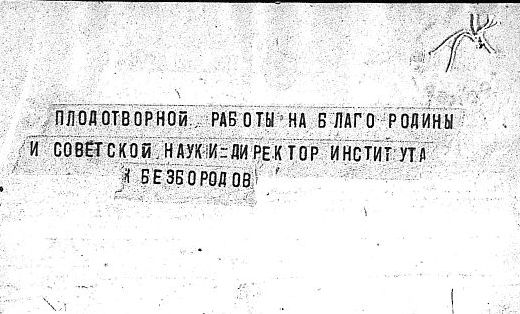 ПЛОДОТВОРНОЙ РАБОТЫ НА БЛАГО РОДИНЫ
И СОВЕТСКОЙ НАУКИ=ДИРЕКТОР ИНСТИТУТА
БЕЗБОРОДОВ